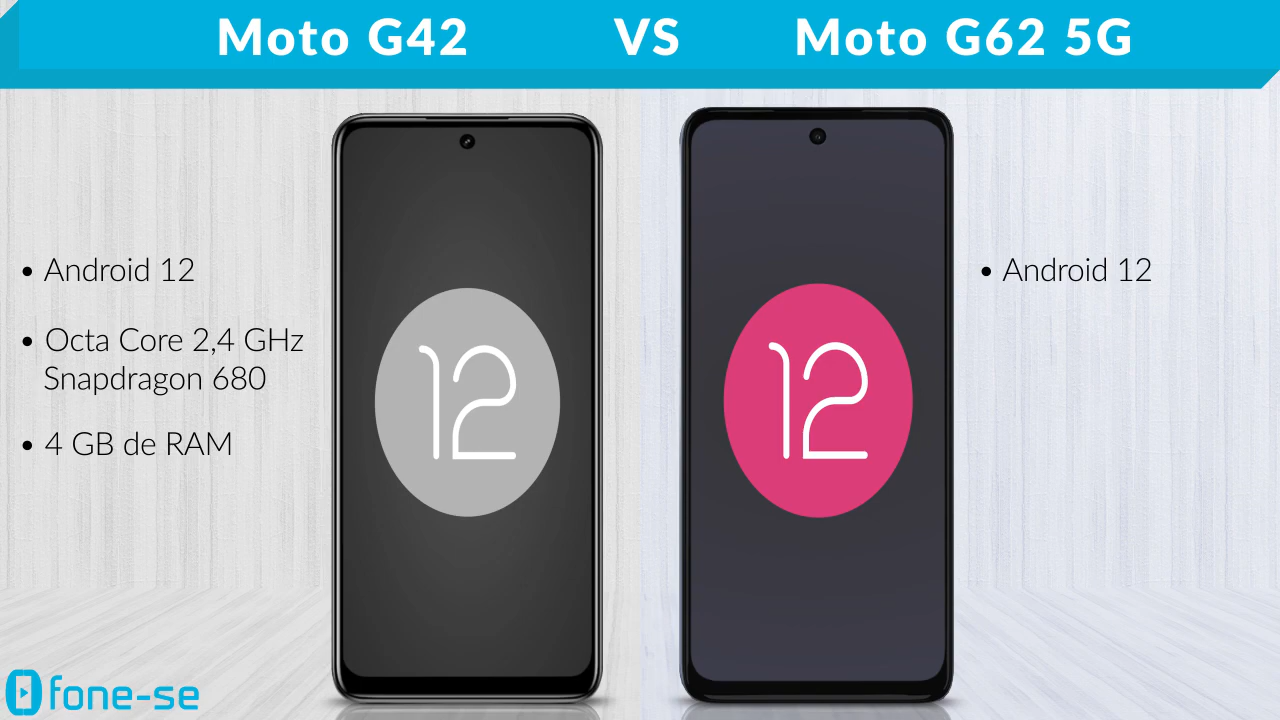 Moto G42 VS Moto G62 5G
• Android 12
• Octa Core 2,4 GHz
Snapdragon 680
• 4 GB de RAM
12
12
• Android 12
fone-se